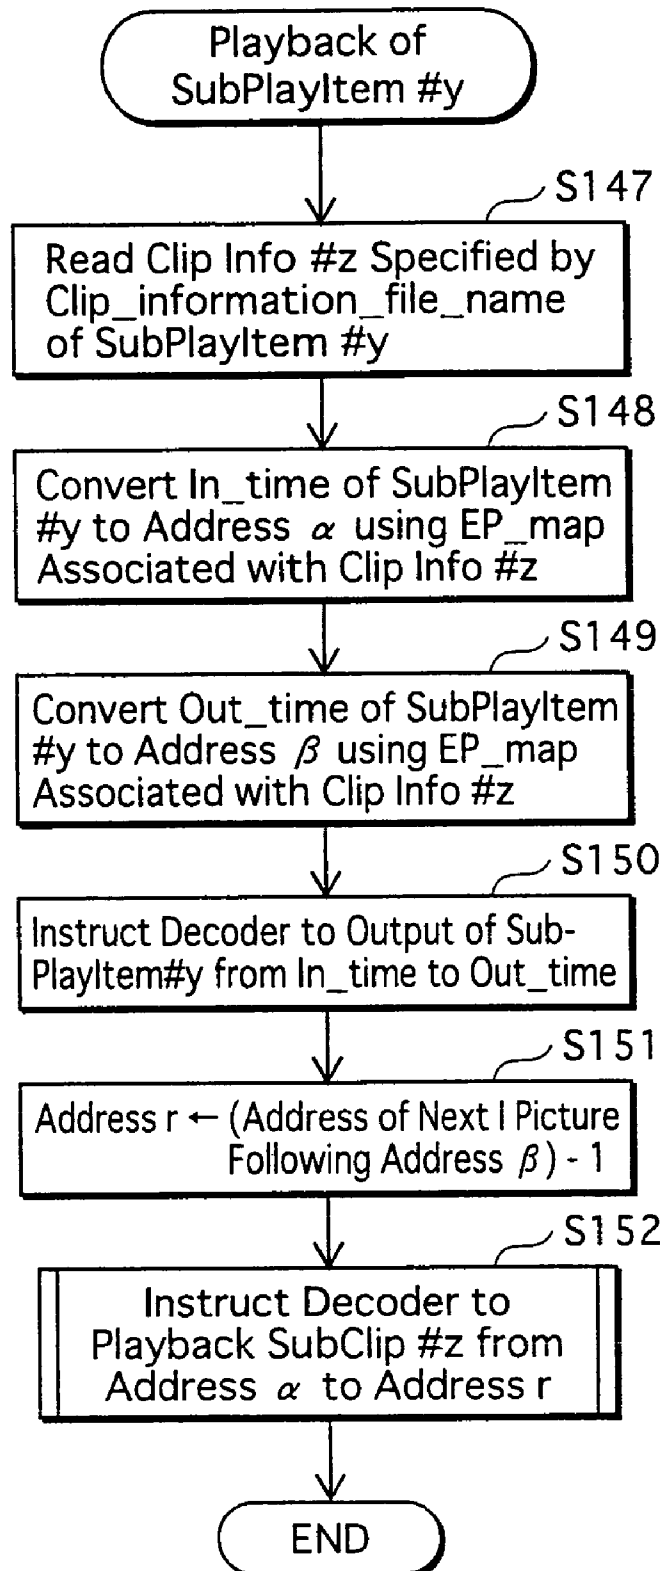 Playback of
SubPlayItem #y
S147
Read Clip Info #z Specified by
Clip_information_file_name
of SubPlayItem #y
S148
Convert In_time of SubPlayItem
#y to Address α using EP_map
Associated with Clip Info #z
S149
Convert Out_time of SubPlayItem
#y to Address β using EP_map
Associated with Clip Info #z
S150
Instruct Decoder to Output of Sub-
PlayItem#y from In_time to Out_time
S151
Address r ← (Address of Next I Picture
Following Address β) - 1
S152
Instruct Decoder to
Playback SubClip #z from
Address α to Address r
END